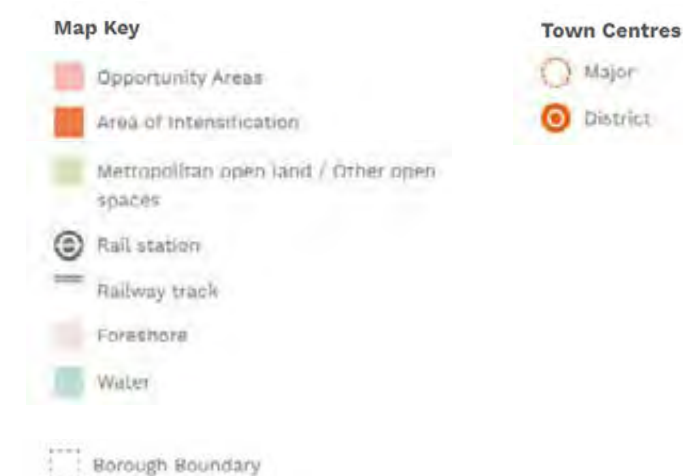 Map Key
Opportunity Areas
Area of Intensification
Metropolitan open land / Other open
spaces
Rail station
Railway track
Foreshore
Water
Borough Boundary
Town Centres
Major
District